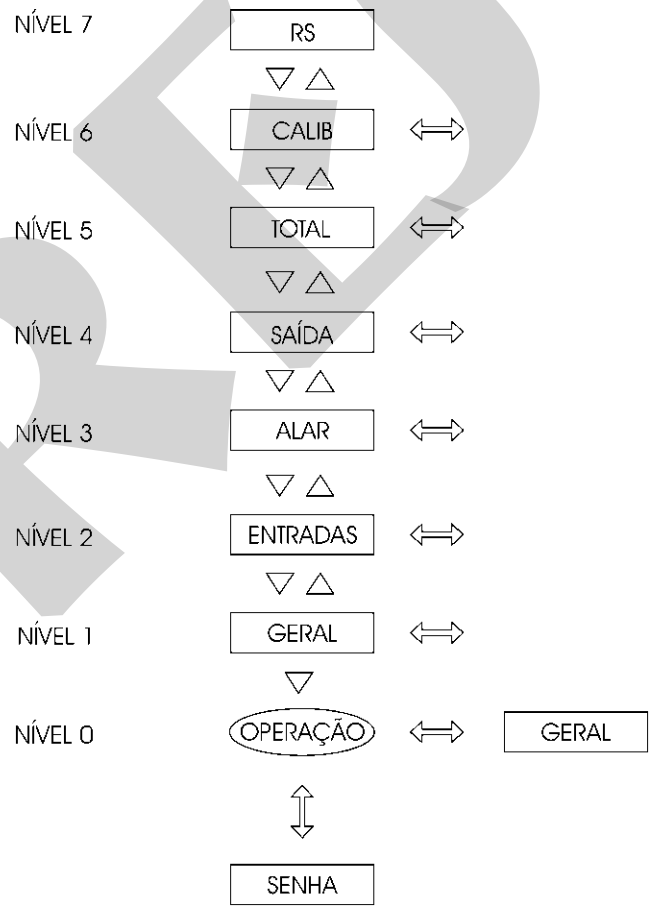 NÍVEL 7 RS
NÍVEL 6 CALIB
NÍVEL 5 TOTAL
NÍVEL 4 SAÍDA
NÍVEL 3 ALAR
NÍVEL 2 ENTRADAS
NÍVEL 1 GERAL
NÍVEL 0 OPERAÇÃO GERAL
SENHA